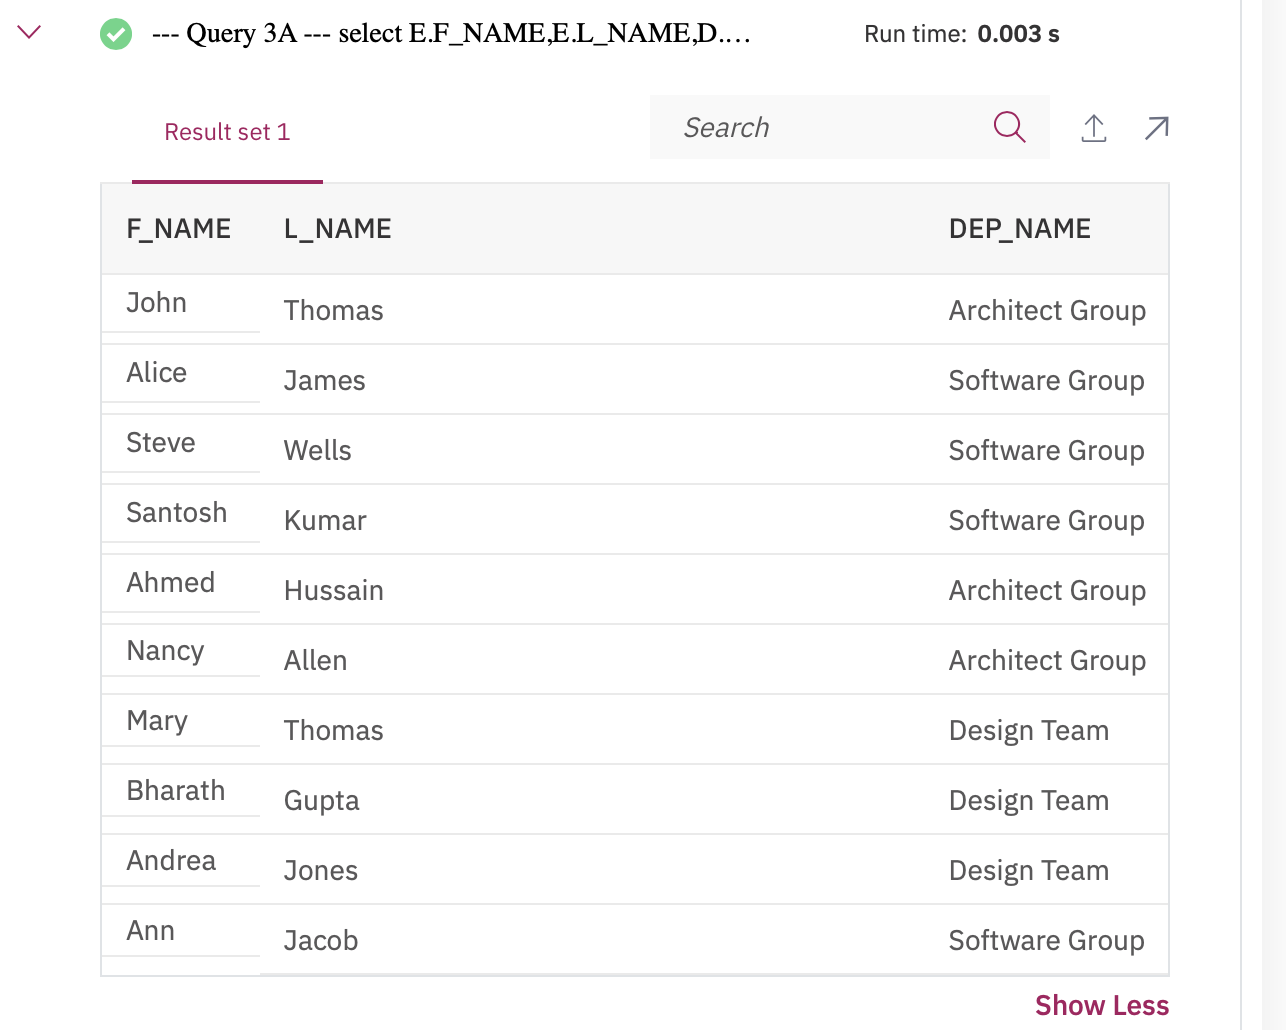 --- Query 3A --- select E.F_NAME,E.L_NAME,D.… Run time: 0.003 s
Result set 1 Search
F_NAME L_NAME DEP_NAME
John Thomas Architect Group
Alice James Software Group
Steve Wells Software Group
Santosh Kumar Software Group
Ahmed Hussain Architect Group
Nancy Allen Architect Group
Mary Thomas Design Team
Bharath Gupta Design Team
Andrea Jones Design Team
Ann Jacob Software Group
Show Less